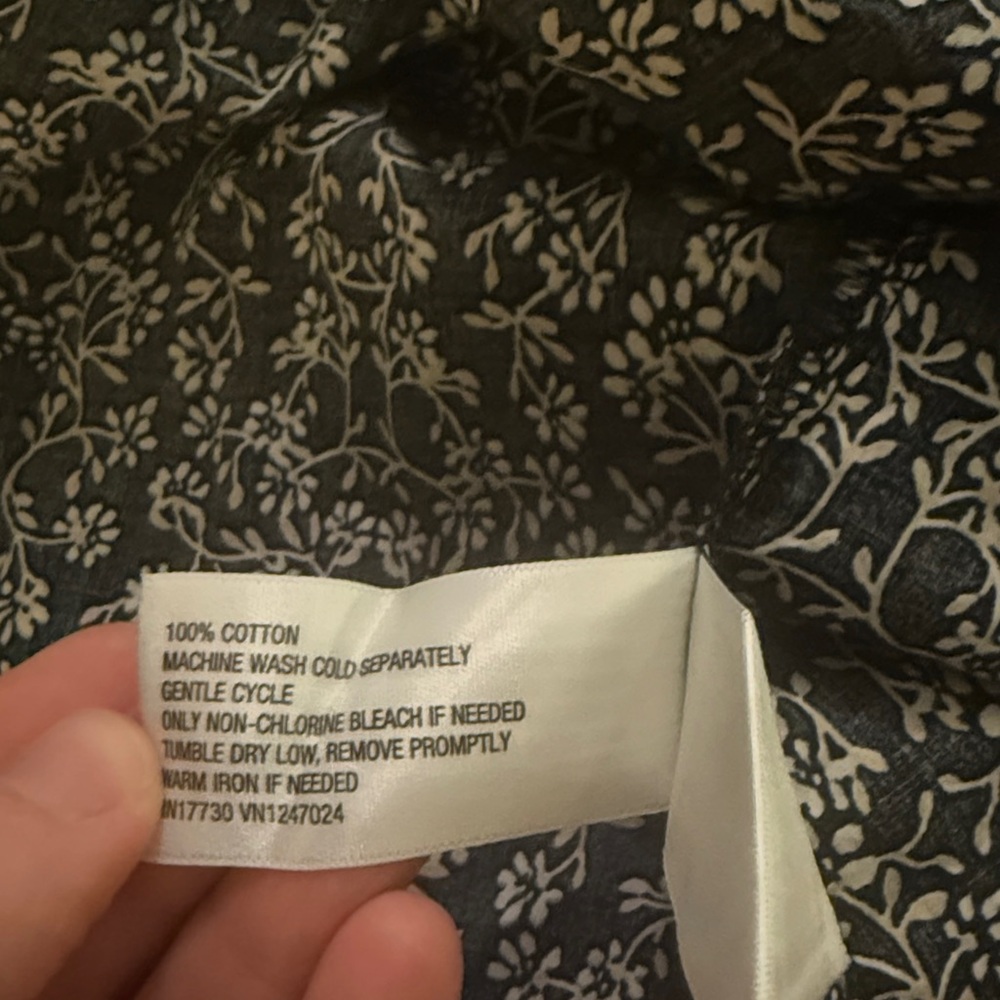 100% COTTON
MACHINE WASH COLD SEPARATELY
GENTLE CYCLE
ONLY NON-CHLORINE BLEACH IF NEEDED
TUMBLE DRY LOW, REMOVE PROMPTLY
WARM IRON IF NEEDED
IN17730 VN1247024